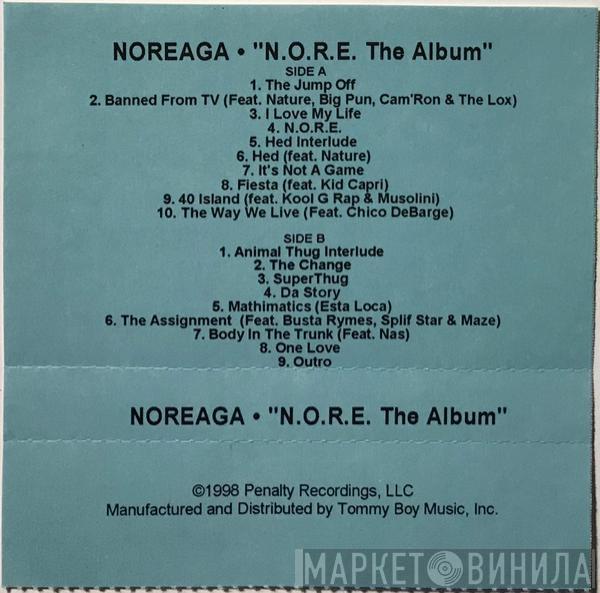 NOREAGA • "N.O.R.E. The Album"
SIDE A
1. The Jump Off
2. Banned From TV (Feat. Nature, Big Pun, Cam'Ron & The Lox)
3. I Love My Life
4. N.O.R.E.
5. Hed Interlude
6. Hed (feat. Nature)
7. It's Not A Game
8. Fiesta (feat. Kid Capri)
9. 40 Island (feat. Kool G Rap & Musolini)
10. The Way We Live (Feat. Chico DeBarge)
SIDE B
1. Animal Thug Interlude
2. The Change
3. SuperThug
4. Da Story
5. Mathimatics (Esta Loca)
6. The Assignment (Feat. Busta Rymes, Splif Star & Maze)
7. Body In The Trunk (Feat. Nas)
8. One Love
9. Outro
NOREAGA • "N.O.R.E. The Album"
©1998 Penalty Recordings, LLC
Manufactured and Distributed by Tommy Boy Music, Inc.
МАРКЕТ ВИНИЛА